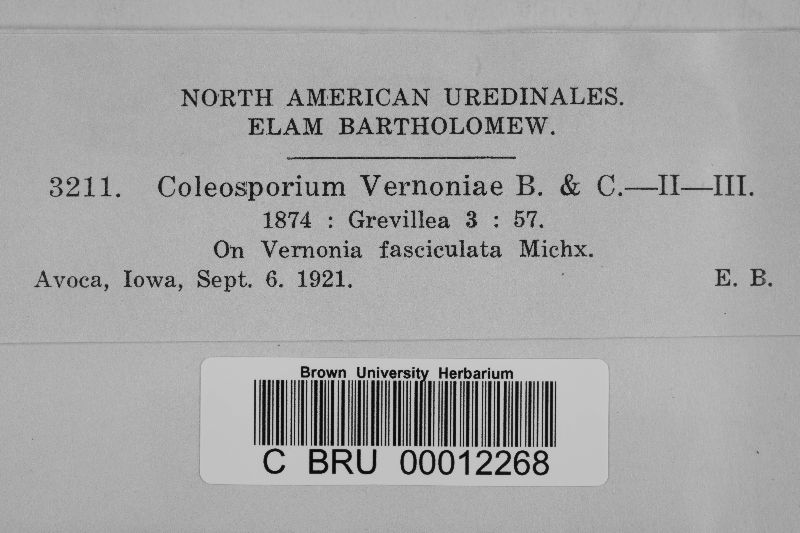 NORTH AMERICAN UREDINALES.
ELAM BARTHOLOMEW.
3211. Coleosporium Vernoniae B. & C.—II—III.
1874 : Grevillea 3 : 57.
On Vernonia fasciculata Michx.
Avoca, Iowa, Sept. 6. 1921. E. B.
Brown University Herbarium
C BRU 00012268